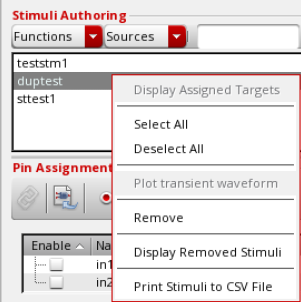 Stimuli Authoring
Functions Sources
teststm1
duptest
sttest1
Display Assigned Targets
Select All
Deselect All
Pin Assignment
Plot transient waveform
Remove
Enable Na
Display Removed Stimuli
in1
in2
Print Stimuli to CSV File